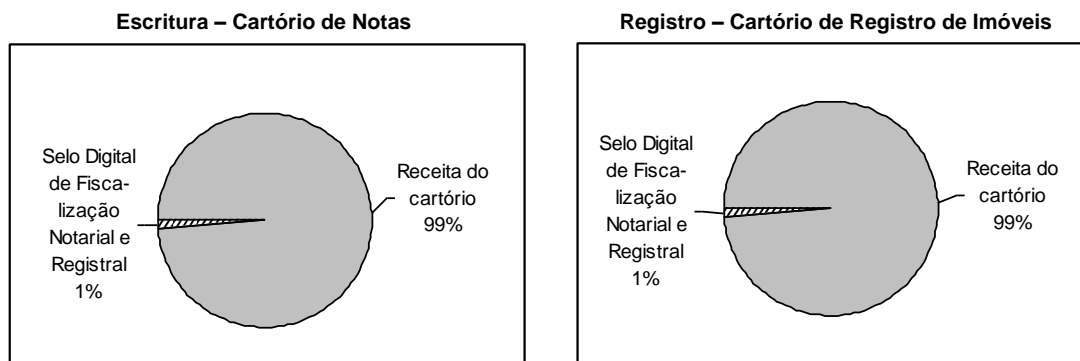 Escritura – Cartório de Notas
Selo Digital
de Fisca-
lização
Notarial e
Registral
1%
Receita do
cartório
99%
Registro – Cartório de Registro de Imóveis
Selo Digital
de Fisca-
lização
Notarial e
Registral
1%
Receita do
cartório
99%